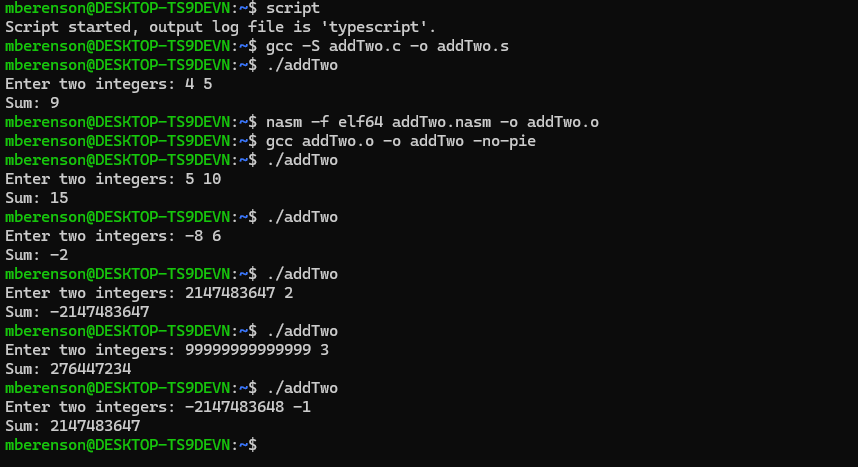 mberenson@DESKTOP-TS9DEVN:~$ script
Script started, output log file is 'typescript'.
mberenson@DESKTOP-TS9DEVN:~$ gcc -S addTwo.c -o addTwo.s
mberenson@DESKTOP-TS9DEVN:~$ ./addTwo
Enter two integers: 4 5
Sum: 9
mberenson@DESKTOP-TS9DEVN:~$ nasm -f elf64 addTwo.nasm -o addTwo.o
mberenson@DESKTOP-TS9DEVN:~$ gcc addTwo.o -o addTwo -no-pie
mberenson@DESKTOP-TS9DEVN:~$ ./addTwo
Enter two integers: 5 10
Sum: 15
mberenson@DESKTOP-TS9DEVN:~$ ./addTwo
Enter two integers: -8 6
Sum: -2
mberenson@DESKTOP-TS9DEVN:~$ ./addTwo
Enter two integers: 2147483647 2
Sum: -2147483647
mberenson@DESKTOP-TS9DEVN:~$ ./addTwo
Enter two integers: 99999999999999 3
Sum: 276447234
mberenson@DESKTOP-TS9DEVN:~$ ./addTwo
Enter two integers: -2147483648 -1
Sum: 2147483647
mberenson@DESKTOP-TS9DEVN:~$